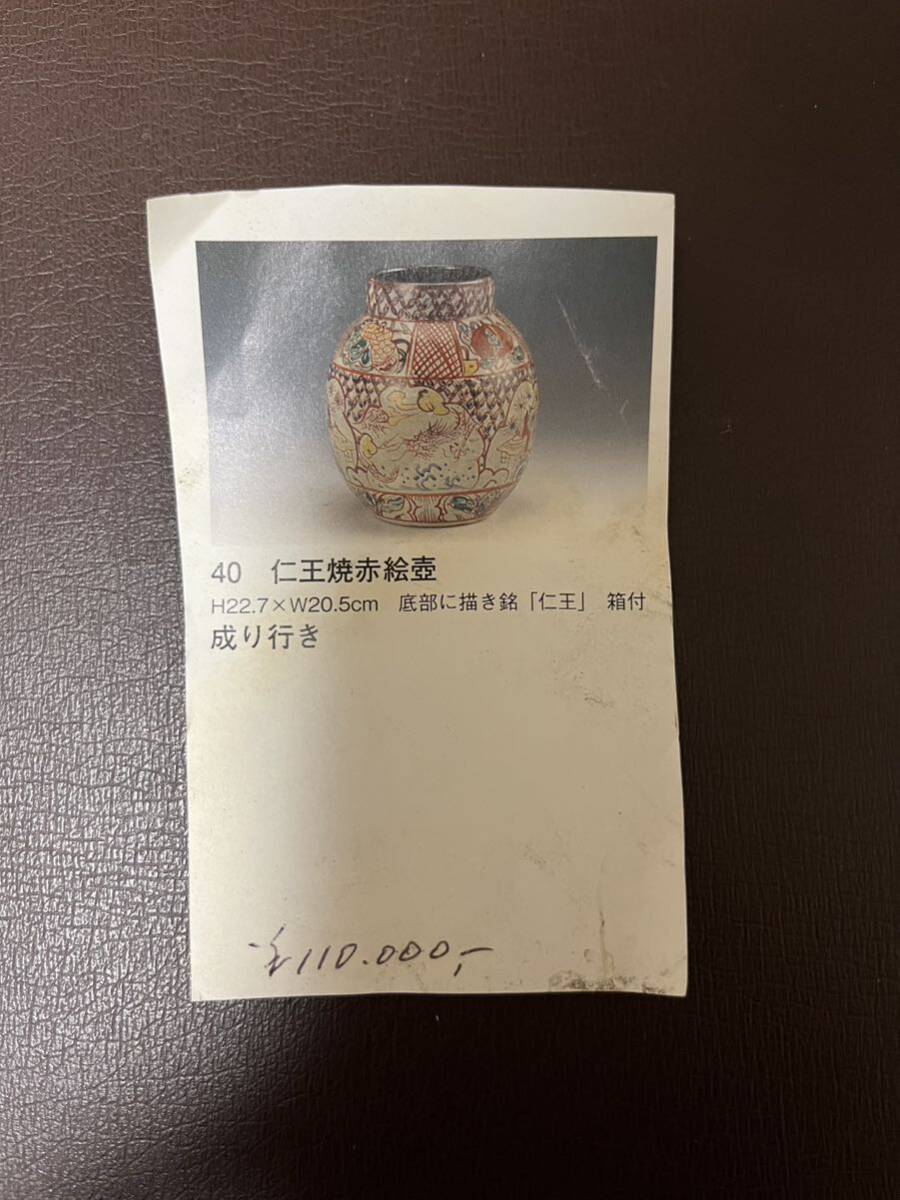 40　仁王焼赤絵壺
H22.7×W20.5cm　底部に描き銘「仁王」　箱付
成り行き
¥110.000,-